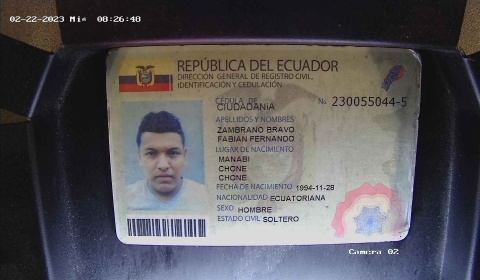 02-22-2023 Mié 08:26:48
REPÚBLICA DEL ECUADOR
DIRECCIÓN GENERAL DE REGISTRO CIVIL,
IDENTIFICACIÓN Y CEDULACIÓN
CÉDULA DE
CIUDADANÍA
No. 230055044-5
APELLIDOS Y NOMBRES
ZAMBRANO BRAVO
FABIAN FERNANDO
LUGAR DE NACIMIENTO
MANABI
CHONE
CHONE
FECHA DE NACIMIENTO 1994-11-28
NACIONALIDAD ECUATORIANA
SEXO HOMBRE
ESTADO CIVIL SOLTERO
Camera 02